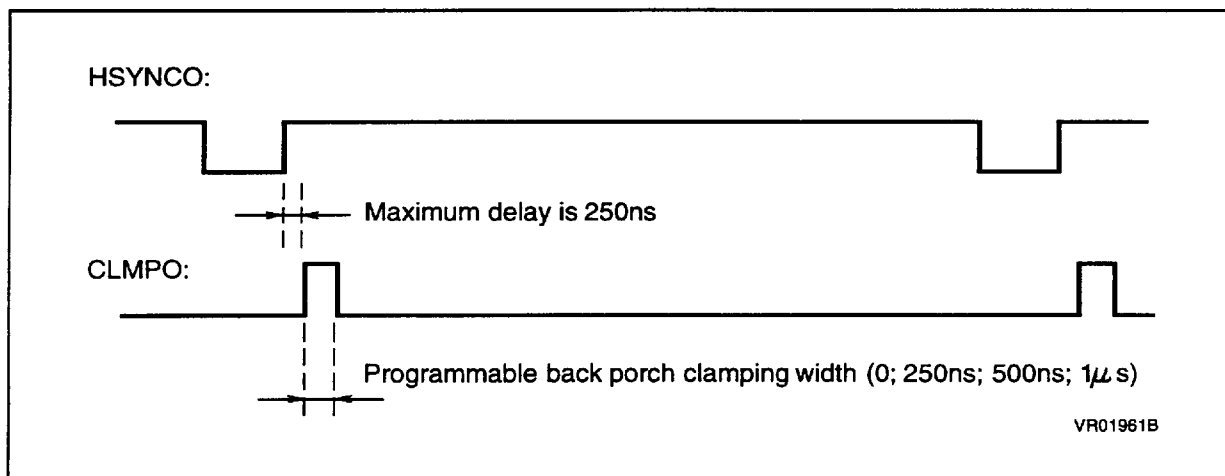 HSYNCO:
Maximum delay is 250ns
CLMPO:
Programmable back porch clamping width (0; 250ns; 500ns; 1μs)
VR01961B